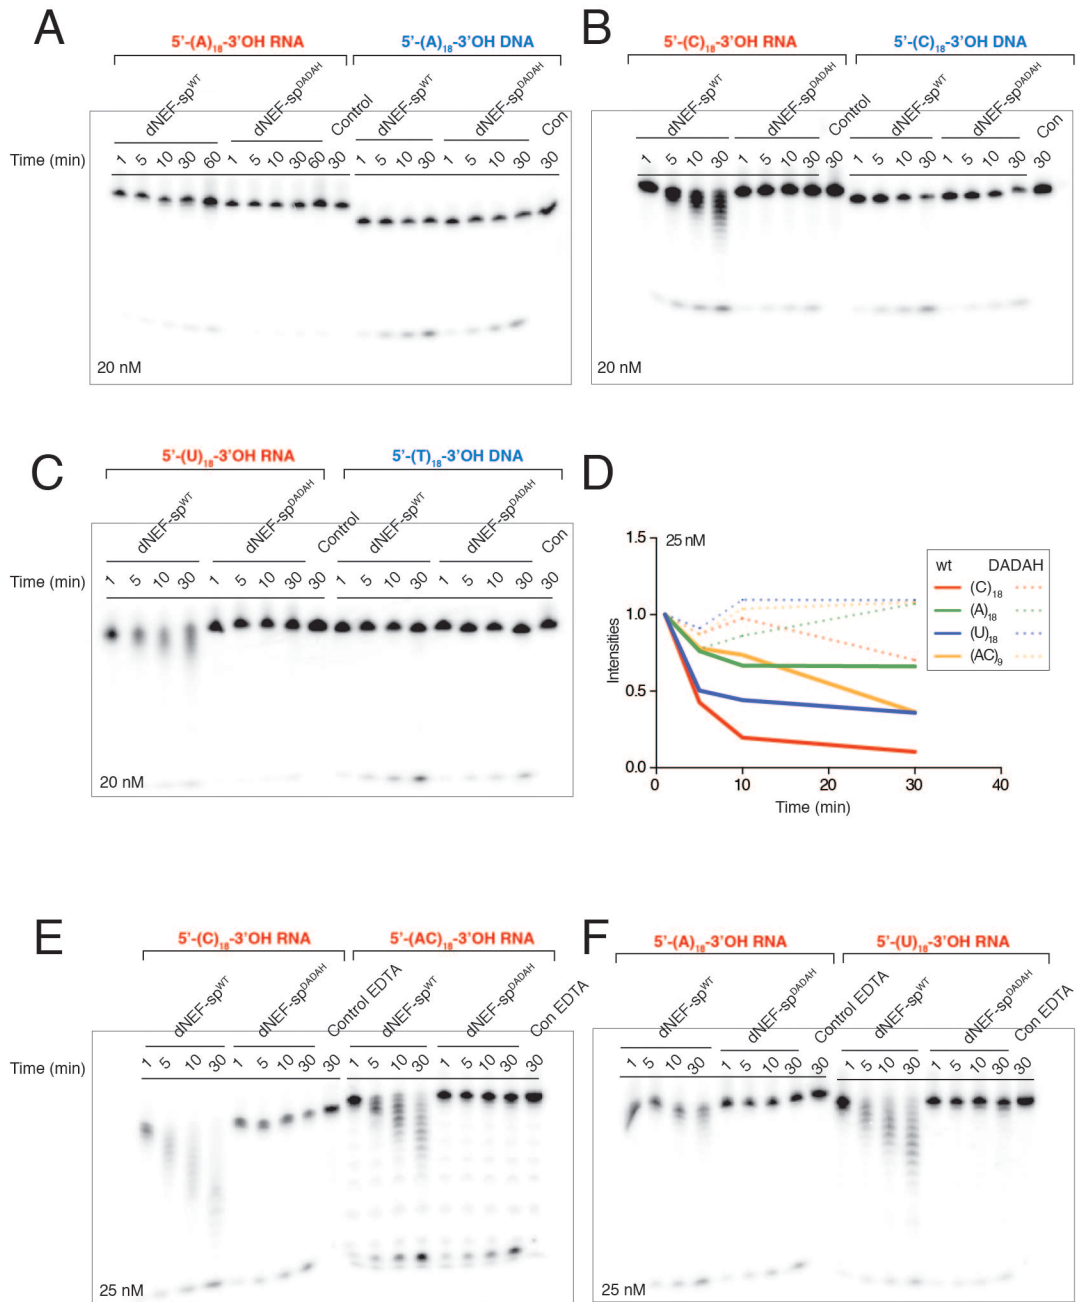 A
5’-(A)18-3’OH RNA
5’-(A)18-3’OH DNA
dNEF-spWT
dNEF-spDADAH
Control
dNEF-spWT
dNEF-spDADAH
Con
Time (min)
1 5 10 30 60 1 5 10 30 60 30 1 5 10 30 1 5 10 30 30
20 nM
B
5’-(C)18-3’OH RNA
5’-(C)18-3’OH DNA
dNEF-spWT
dNEF-spDADAH
Control
dNEF-spWT
dNEF-spDADAH
Con
1 5 10 30 1 5 10 30 30 1 5 10 30 1 5 10 30 30
20 nM
C
5’-(U)18-3’OH RNA
5’-(T)18-3’OH DNA
dNEF-spWT
dNEF-spDADAH
Control
dNEF-spWT
dNEF-spDADAH
Con
Time (min)
1 5 10 30 1 5 10 30 30 1 5 10 30 1 5 10 30 30
20 nM
D
25 nM
1.5
1.0
0.5
0.0
Intensities
0 10 20 30 40
Time (min)
wt DADAH
(C)18
(A)18
(U)18
(AC)9
E
5’-(C)18-3’OH RNA
5’-(AC)18-3’OH RNA
dNEF-spWT
dNEF-spDADAH
Control EDTA
dNEF-spWT
dNEF-spDADAH
Con EDTA
Time (min)
1 5 10 30 1 5 10 30 30 1 5 10 30 1 5 10 30 30
25 nM
F
5’-(A)18-3’OH RNA
5’-(U)18-3’OH RNA
dNEF-spWT
dNEF-spDADAH
Control EDTA
dNEF-spWT
dNEF-spDADAH
Con EDTA
1 5 10 30 1 5 10 30 30 1 5 10 30 1 5 10 30 30
25 nM